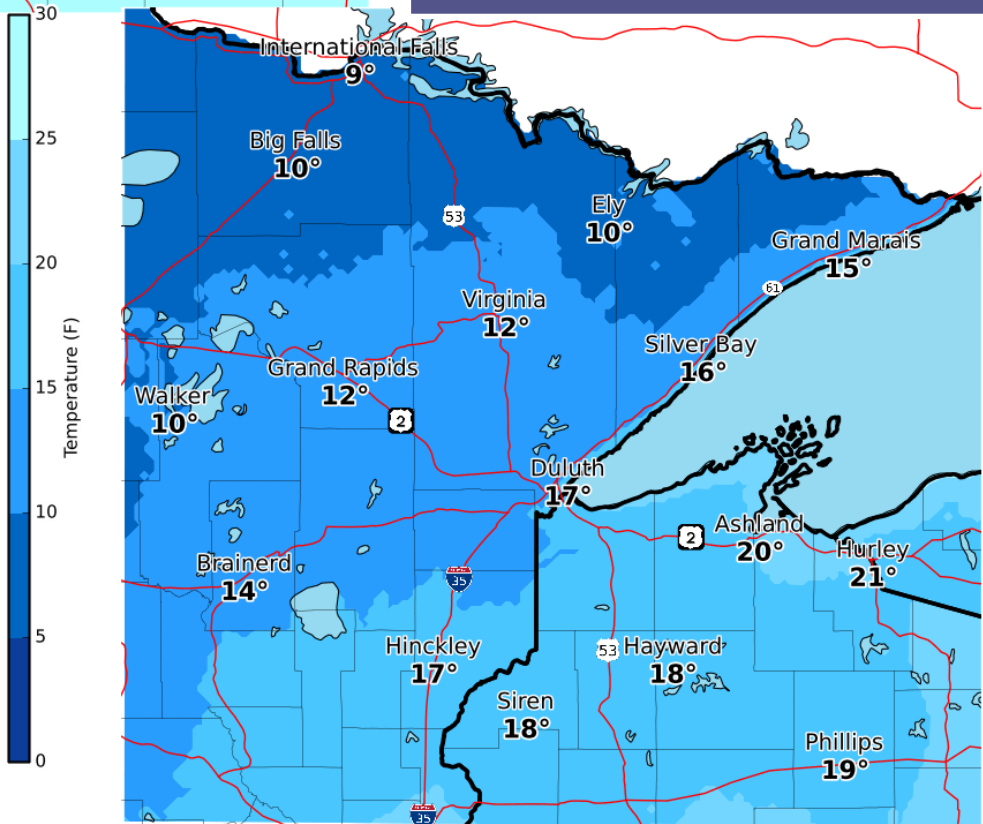 30
25
20
15
10
5
0
Temperature (F)
International Falls
9°
Big Falls
10°
53
Ely
10°
Grand Marais
15°
61
Virginia
12°
Silver Bay
16°
Grand Rapids
12°
Walker
10°
2
Duluth
17°
2
Ashland
20°
Hurley
21°
Brainerd
14°
35
Hinckley
17°
53
Hayward
18°
Siren
18°
Phillips
19°
35